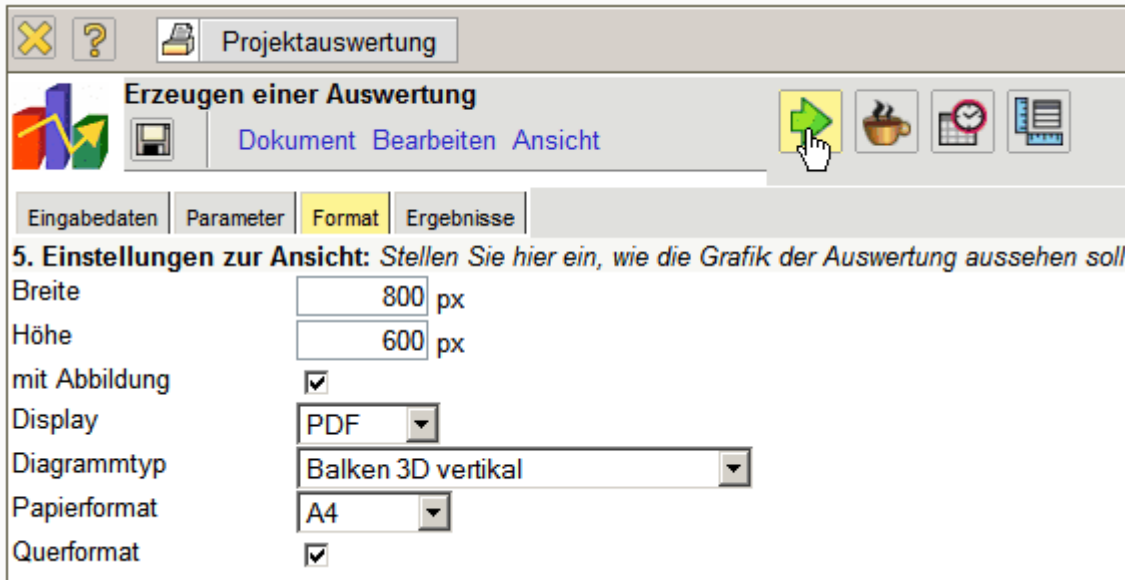 Projektauswertung
Erzeugen einer Auswertung
Dokument Bearbeiten Ansicht
Eingabedaten Parameter Format Ergebnisse
5. Einstellungen zur Ansicht: Stellen Sie hier ein, wie die Grafik der Auswertung aussehen soll
Breite 800 px
Höhe 600 px
mit Abbildung
Display PDF
Diagrammtyp Balken 3D vertikal
Papierformat A4
Querformat